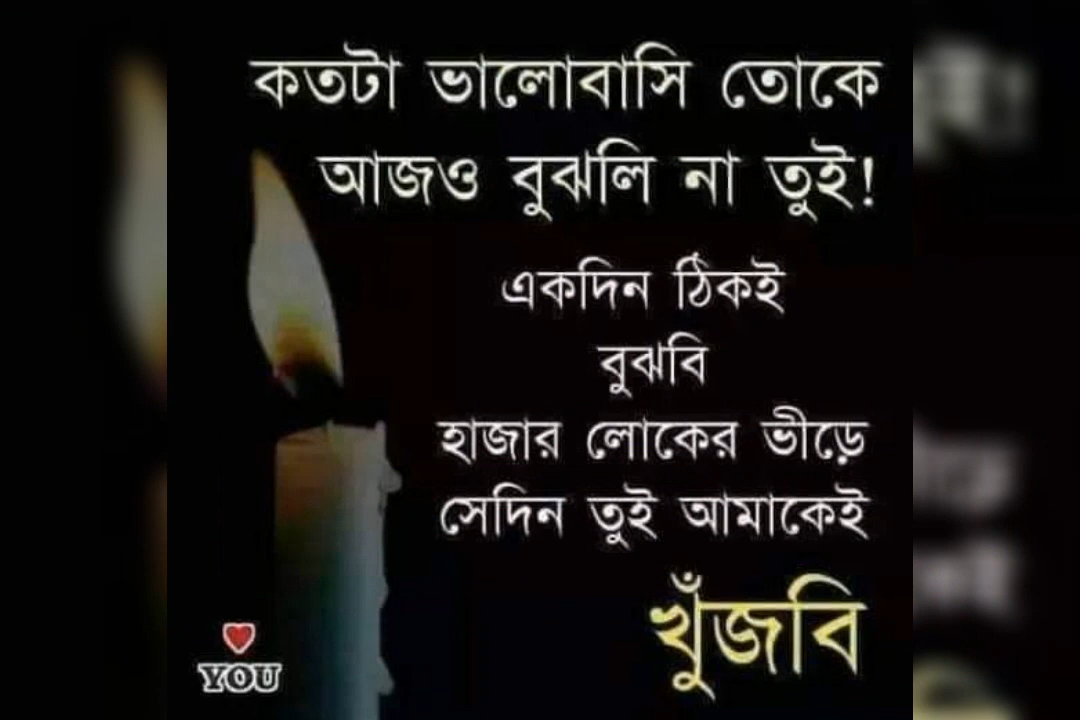 কতটা ভালোবাসি তোকে
আজও বুঝলি না তুই!
একদিন ঠিকই
বুঝবি
হাজার লোকের ভীড়ে
সেদিন তুই আমাকেই
খুঁজবি
YOU